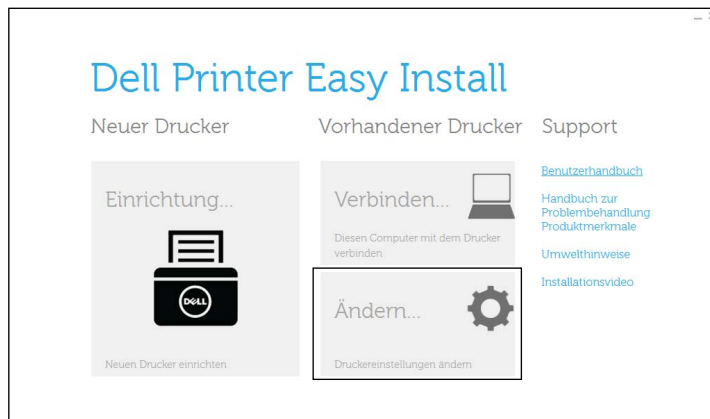 Dell Printer Easy Install
Neuer Drucker
Einrichtung...
DELL
Neuen Drucker einrichten
Vorhandener Drucker
Verbinden...
Diesen Computer mit dem Drucker
verbinden
Ändern...
Druckereinstellungen ändern
Support
Benutzerhandbuch
Handbuch zur
Problembehandlung
Produktmerkmale
Umwelthinweise
Installationsvideo